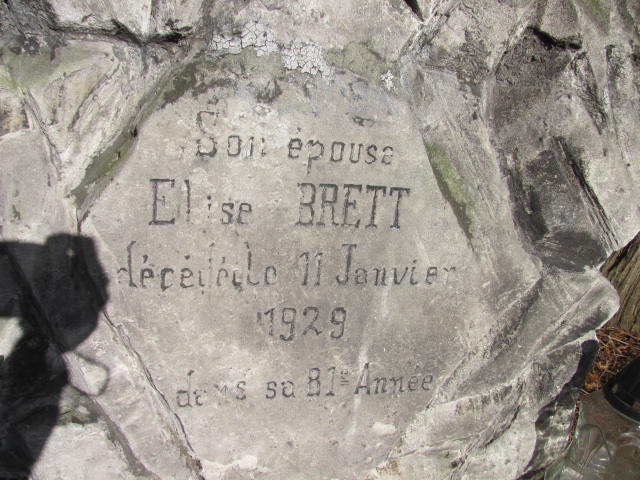 Son épouse
Elise BRETT
décédée le 11 Janvier
1929
dans sa 81e Année